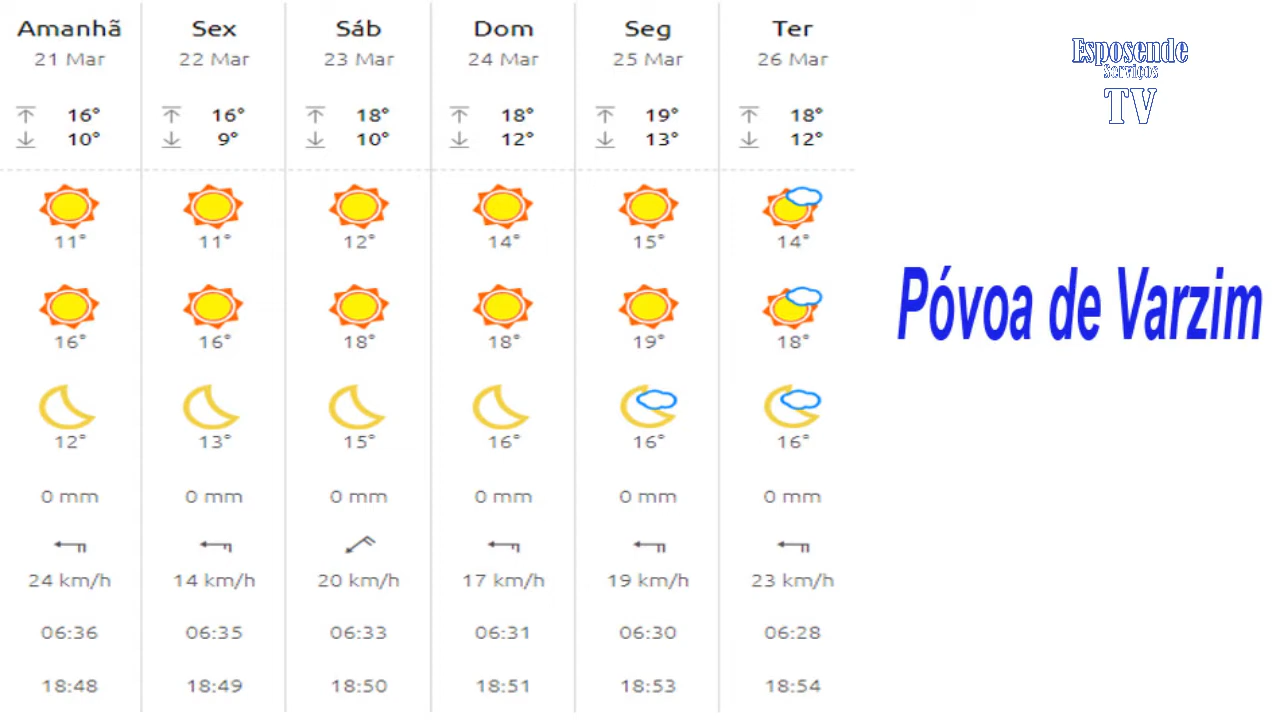 Amanhã Sex Sáb Dom Seg Ter
21 Mar 22 Mar 23 Mar 24 Mar 25 Mar 26 Mar
16° 16° 18° 18° 19° 18°
10° 9° 10° 12° 13° 12°
11° 11° 12° 14° 15° 14°
16° 16° 18° 18° 19° 18°
12° 13° 15° 16° 16° 16°
0 mm 0 mm 0 mm 0 mm 0 mm 0 mm
24 km/h 14 km/h 20 km/h 17 km/h 19 km/h 23 km/h
06:36 06:35 06:33 06:31 06:30 06:28
18:48 18:49 18:50 18:51 18:53 18:54
Esposende
Serviços
TV
Póvoa de Varzim